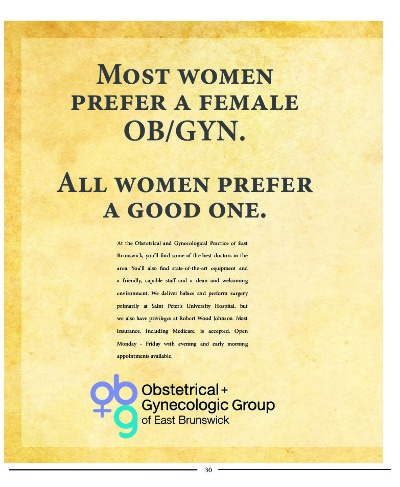 MOST WOMEN
PREFER A FEMALE
OB/GYN.
ALL WOMEN PREFER
A GOOD ONE.
At the Obstetrical and Gynecological Practice of East
Brunswick, you'll find some of the best doctors in the
area. You'll also find state-of-the-art equipment and
a friendly, capable staff and a clean and welcoming
environment. We deliver babies and perform surgery
primarily at Saint Peter's University Hospital, but
we also have privileges at Robert Wood Johnson. Most
insurance, including Medicare, is accepted. Open
Monday - Friday with evening and early morning
appointments available.
obg
Obstetrical+
Gynecologic Group
of East Brunswick
30